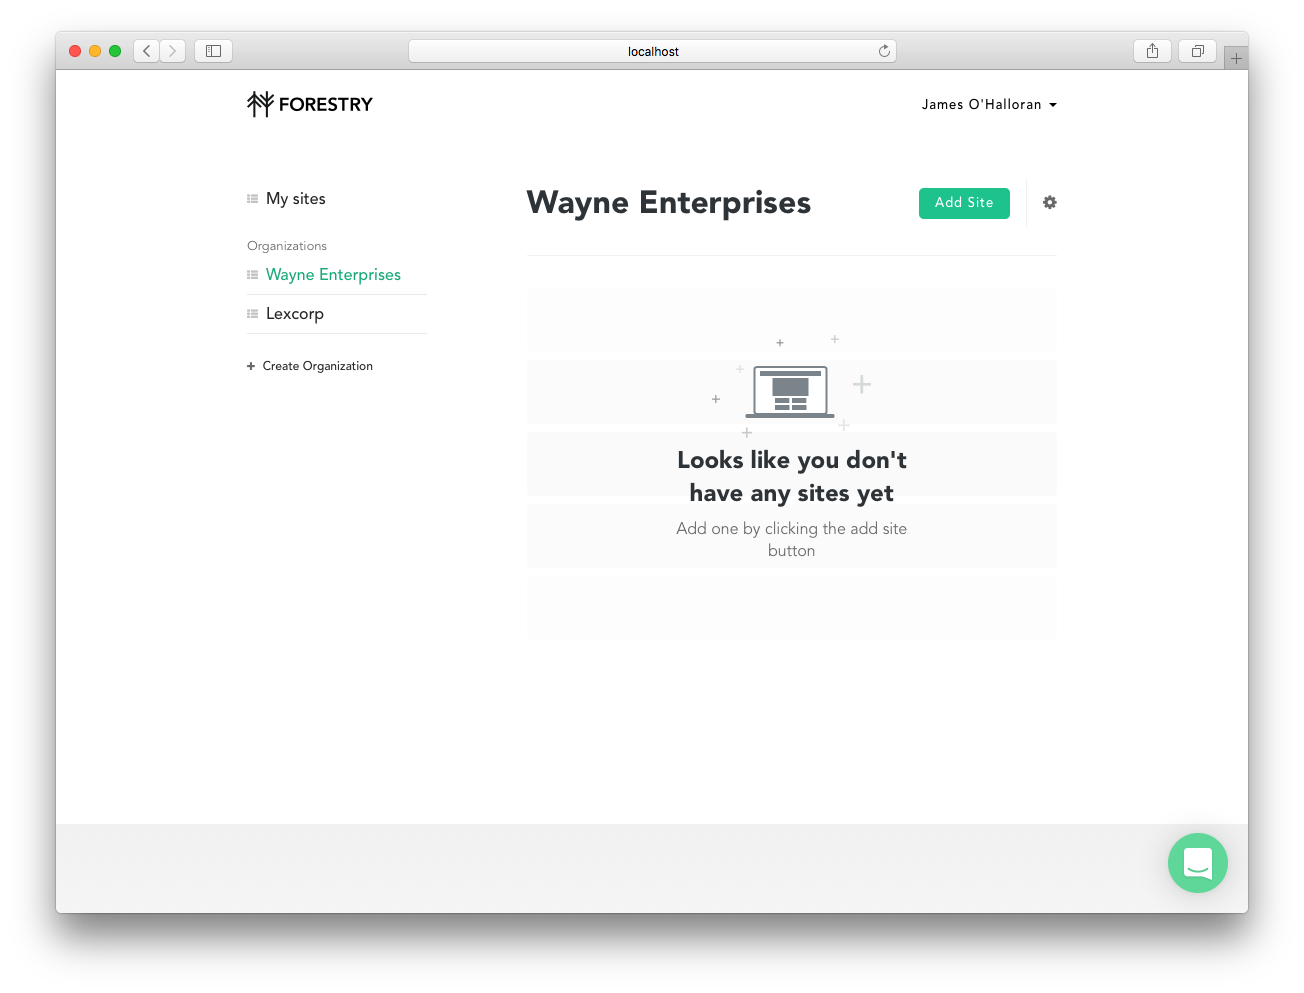 localhost
FORESTRY
James O'Halloran
My sites
Organizations
Wayne Enterprises
Lexcorp
Create Organization
Wayne Enterprises
Add Site
Looks like you don't
have any sites yet
Add one by clicking the add site
button